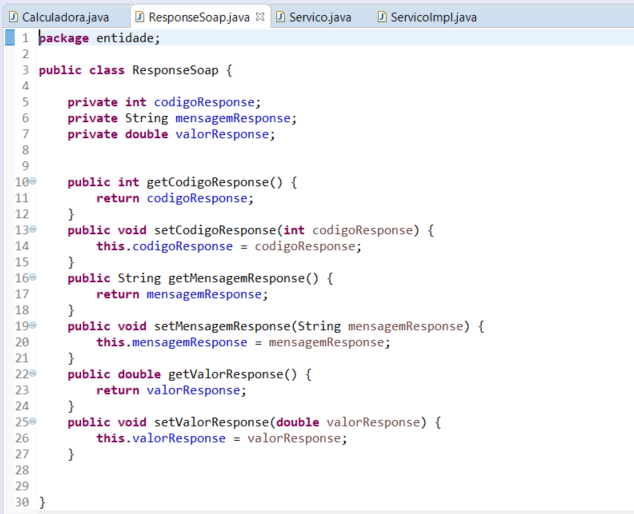 Calculadora.java ResponseSoap.java Servico.java ServicoImpl.java
1 package entidade;
2
3 public class ResponseSoap {
4
5 private int codigoResponse;
6 private String mensagemResponse;
7 private double valorResponse;
8
9
10 public int getCodigoResponse() {
11 return codigoResponse;
12 }
13 public void setCodigoResponse(int codigoResponse) {
14 this.codigoResponse = codigoResponse;
15 }
16 public String getMensagemResponse() {
17 return mensagemResponse;
18 }
19 public void setMensagemResponse(String mensagemResponse) {
20 this.mensagemResponse = mensagemResponse;
21 }
22 public double getValorResponse() {
23 return valorResponse;
24 }
25 public void setValorResponse(double valorResponse) {
26 this.valorResponse = valorResponse;
27 }
28
29
30 }